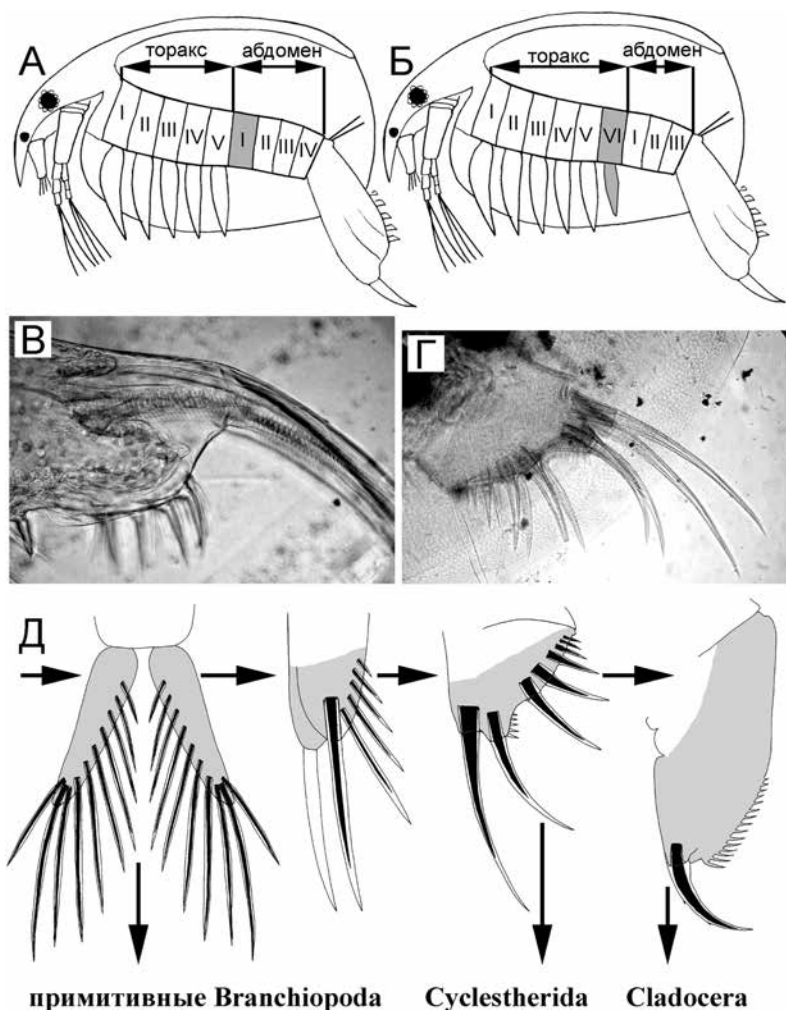 А
торакс
абдомен
I
II
III
IV
V
I
II
III
IV
Б
торакс
абдомен
I
II
III
IV
V
VI
I
II
III
В
Г
Д
примитивные Branchiopoda
Cyclestherida
Cladocera